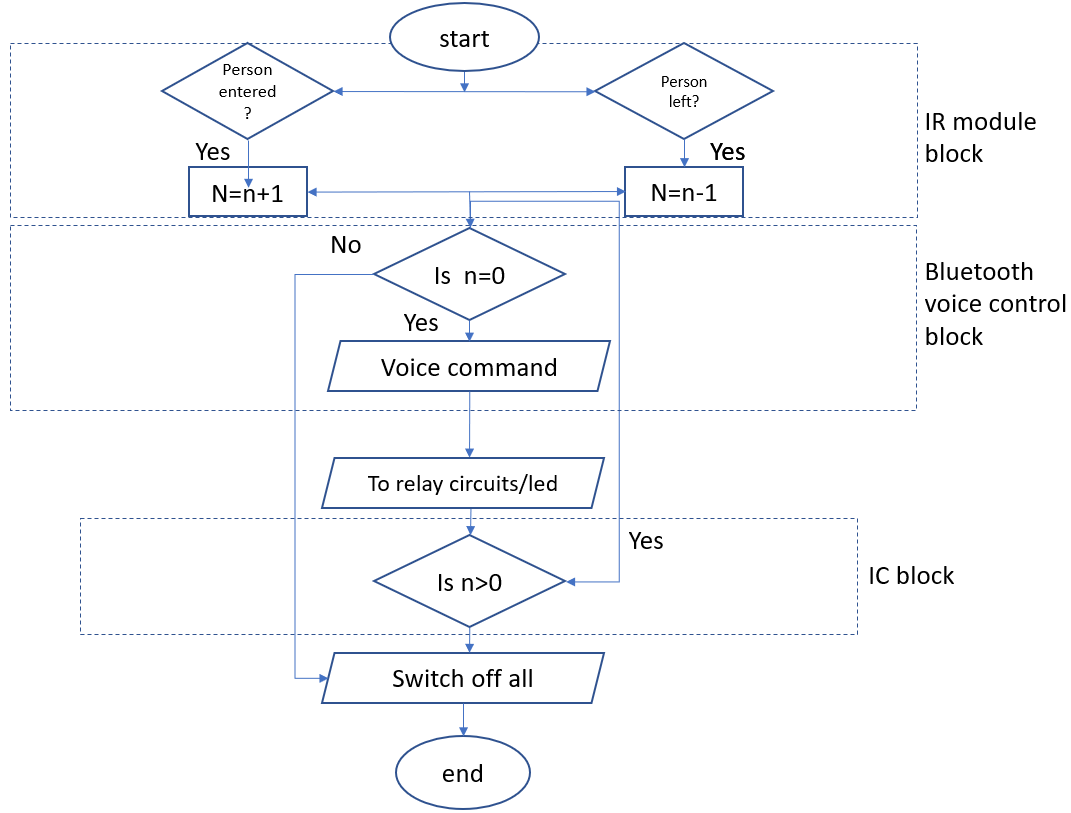 start
Person
entered
?
Person
left?
IR module
block
Yes
Yes
N=n+1
N=n-1
No
Is  n=0
Bluetooth
voice control
block
Yes
Voice command
To relay circuits/led
Yes
Is n>0
IC block
Switch off all
end